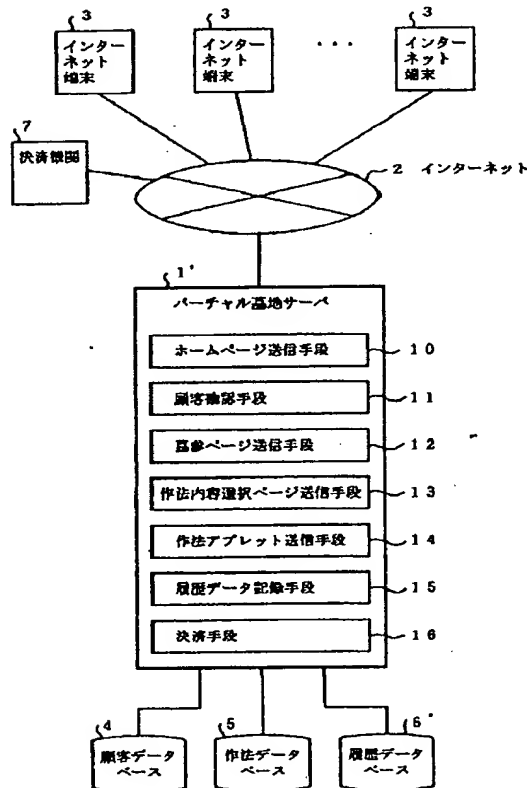 3
インター
ネット
端末
3
インター
ネット
端末
・・・
3
インター
ネット
端末
7
決済機関
2 インターネット
1'
バーチャル墓地サーバ
ホームページ送信手段
10
顧客確認手段
11
墓参ページ送信手段
12
作法内容選択ページ送信手段
13
作法アプレット送信手段
14
履歴データ記録手段
15
決済手段
16
4
顧客データ
ベース
5
作法データ
ベース
6'
履歴データ
ベース